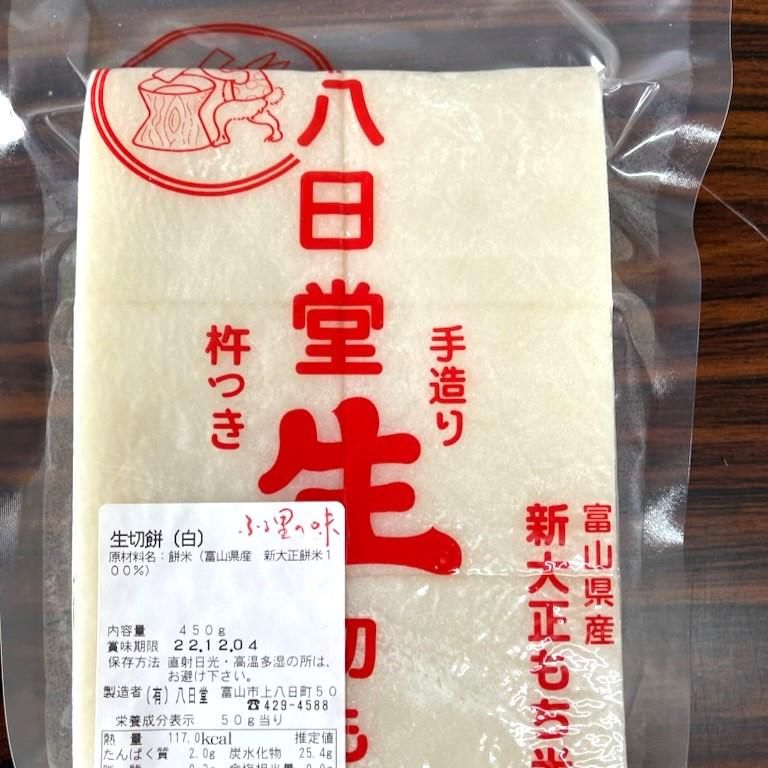 八日堂
手造り
杵つき
生切も
富山県産
新大正もち米
ふる里の味
生切餅(白)
原材料名:餅米(富山県産 新大正餅米1
00%)
内容量 450g
賞味期限 22.12.04
保存方法 直射日光・高温多湿の所は、
お避け下さい。
製造者(有)八日堂 富山市上八日町50
☎429-4588
栄養成分表示 50g当り
熱量 117.0kcal 推定値
たんぱく質 2.0g 炭水化物 25.4g